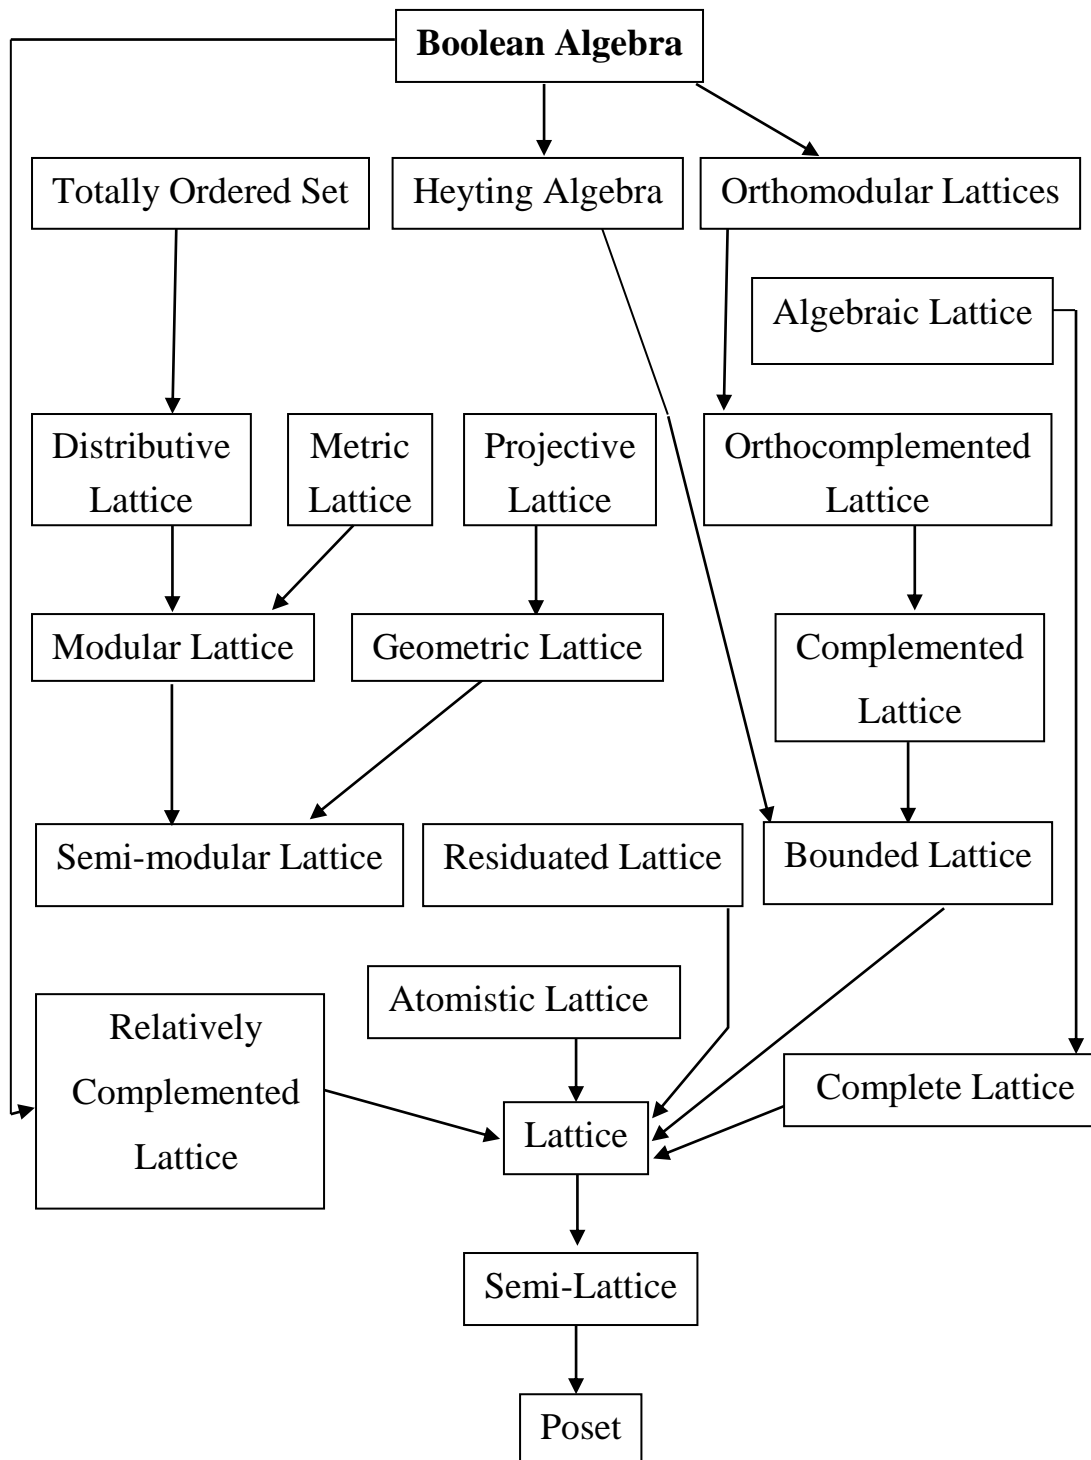 Boolean Algebra
Totally Ordered Set
Heyting Algebra
Orthomodular Lattices
Algebraic Lattice
Distributive
Lattice
Metric
Lattice
Projective
Lattice
Orthocomplemented
Lattice
Modular Lattice
Geometric Lattice
Complemented
Lattice
Semi-modular Lattice
Residuated Lattice
Bounded Lattice
Relatively
Complemented
Lattice
Atomistic Lattice
Complete Lattice
Lattice
Semi-Lattice
Poset